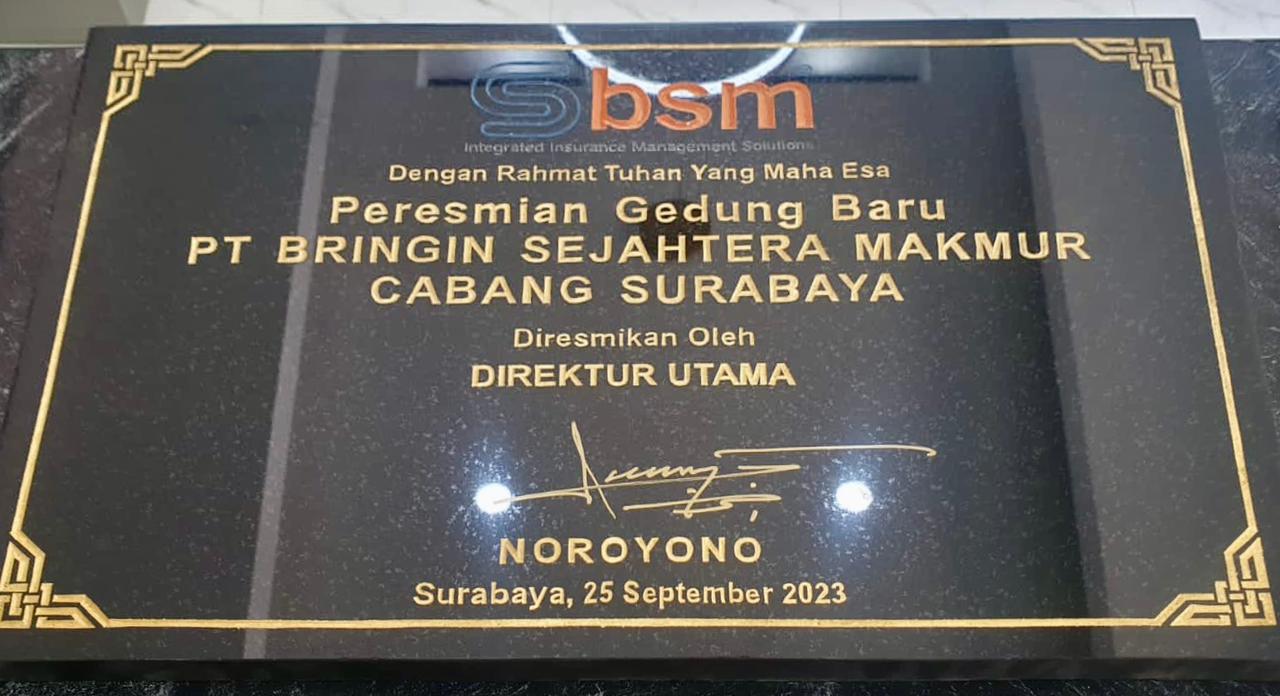 bsm
Integrated Insurance Management Solutions
Dengan Rahmat Tuhan Yang Maha Esa
Peresmian Gedung Baru
PT BRINGIN SEJAHTERA MAKMUR
CABANG SURABAYA
Diresmikan Oleh
DIREKTUR UTAMA
NOROYONO
Surabaya, 25 September 2023